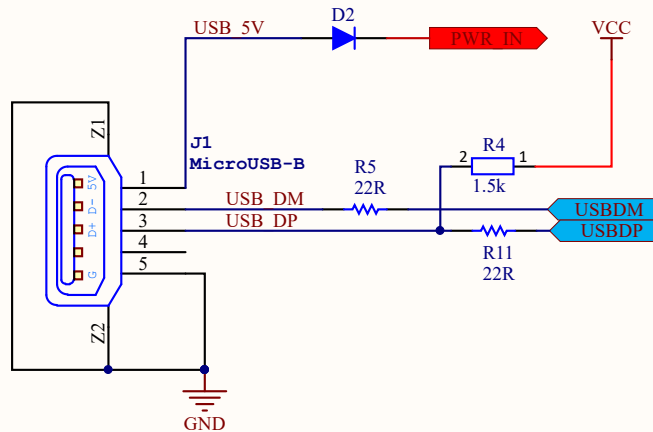 D2
USB_5V
PWR_IN
VCC
Z1
J1
MicroUSB-B
R4
2
1
1.5k
R5
22R
1
2
3
4
5
5V
D-
D+
G
USB_DM
USB_DP
USBDM
USBDP
R11
22R
Z2
GND